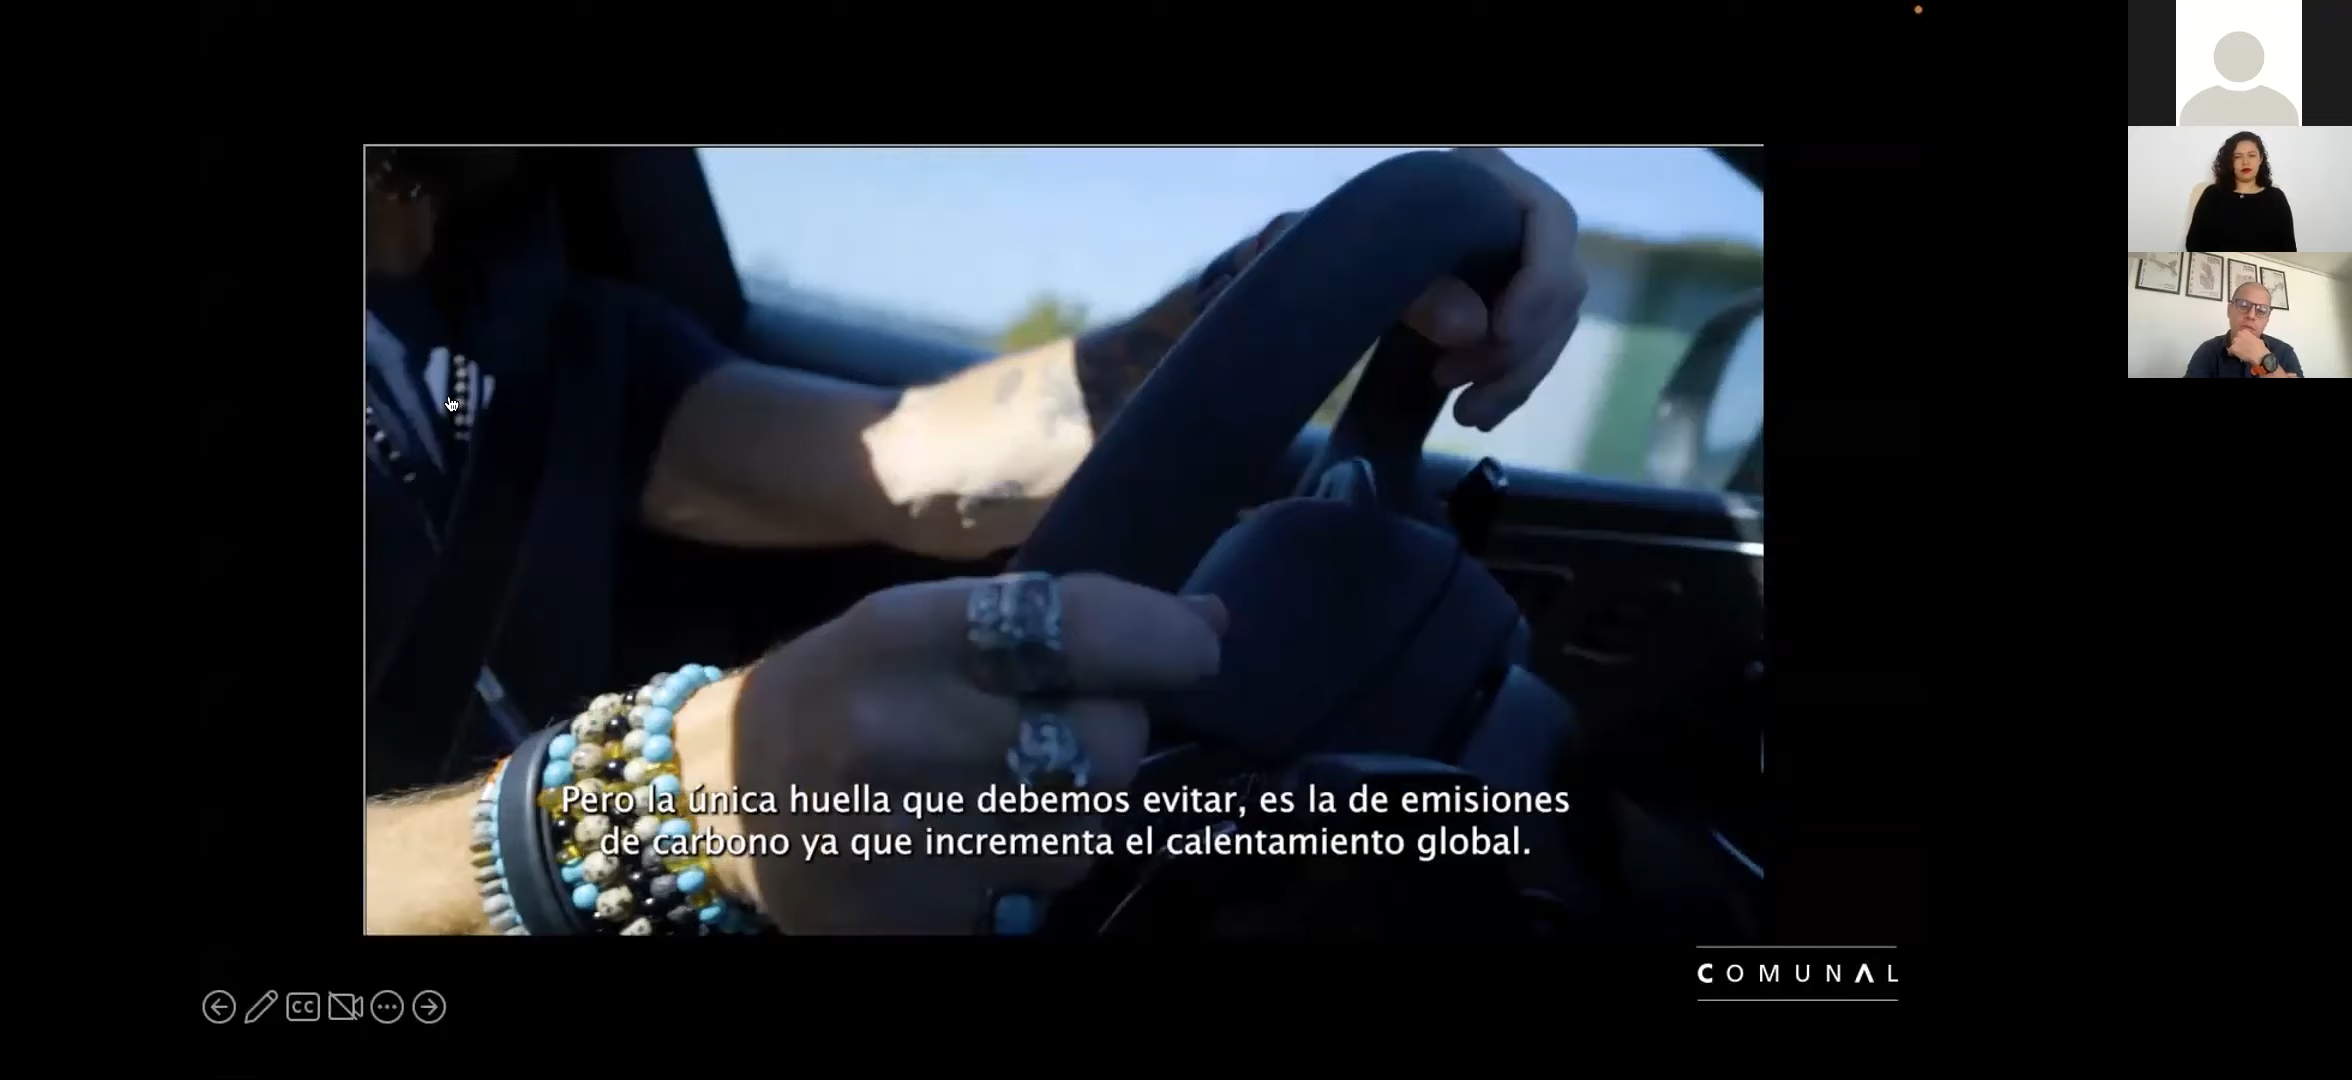 Pero la única huella que debemos evitar, es la de emisiones
de carbono ya que incrementa el calentamiento global.
COMUNAL
CC